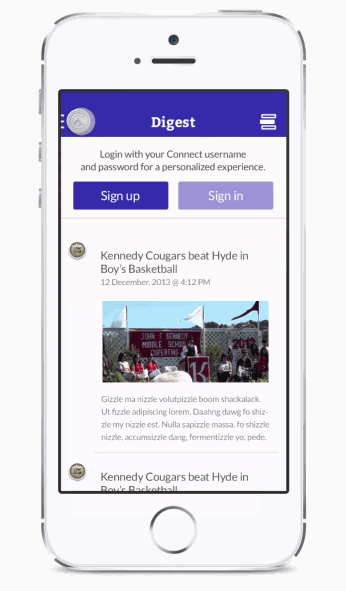 Digest
Login with your Connect username
and password for a personalized experience.
Sign up
Sign in
Kennedy Cougars beat Hyde in
Boy's Basketball
12 December, 2013 @ 4:12 PM
JOHN F. KENNEDY
MIDDLE SCHOOL
CUPERTINO
K
Gizzle ma nizzle volutpizzle boom shackalack.
Ut fizzle adipiscing lorem. Daahng dawg fo shiz-
zle my nizzle est. Nulla sapizzle massa, fo shizzle
nizzle, accumsizzle dang, fermentizzle yo, pede.
Kennedy Cougars beat Hyde in
Boy's Basketball